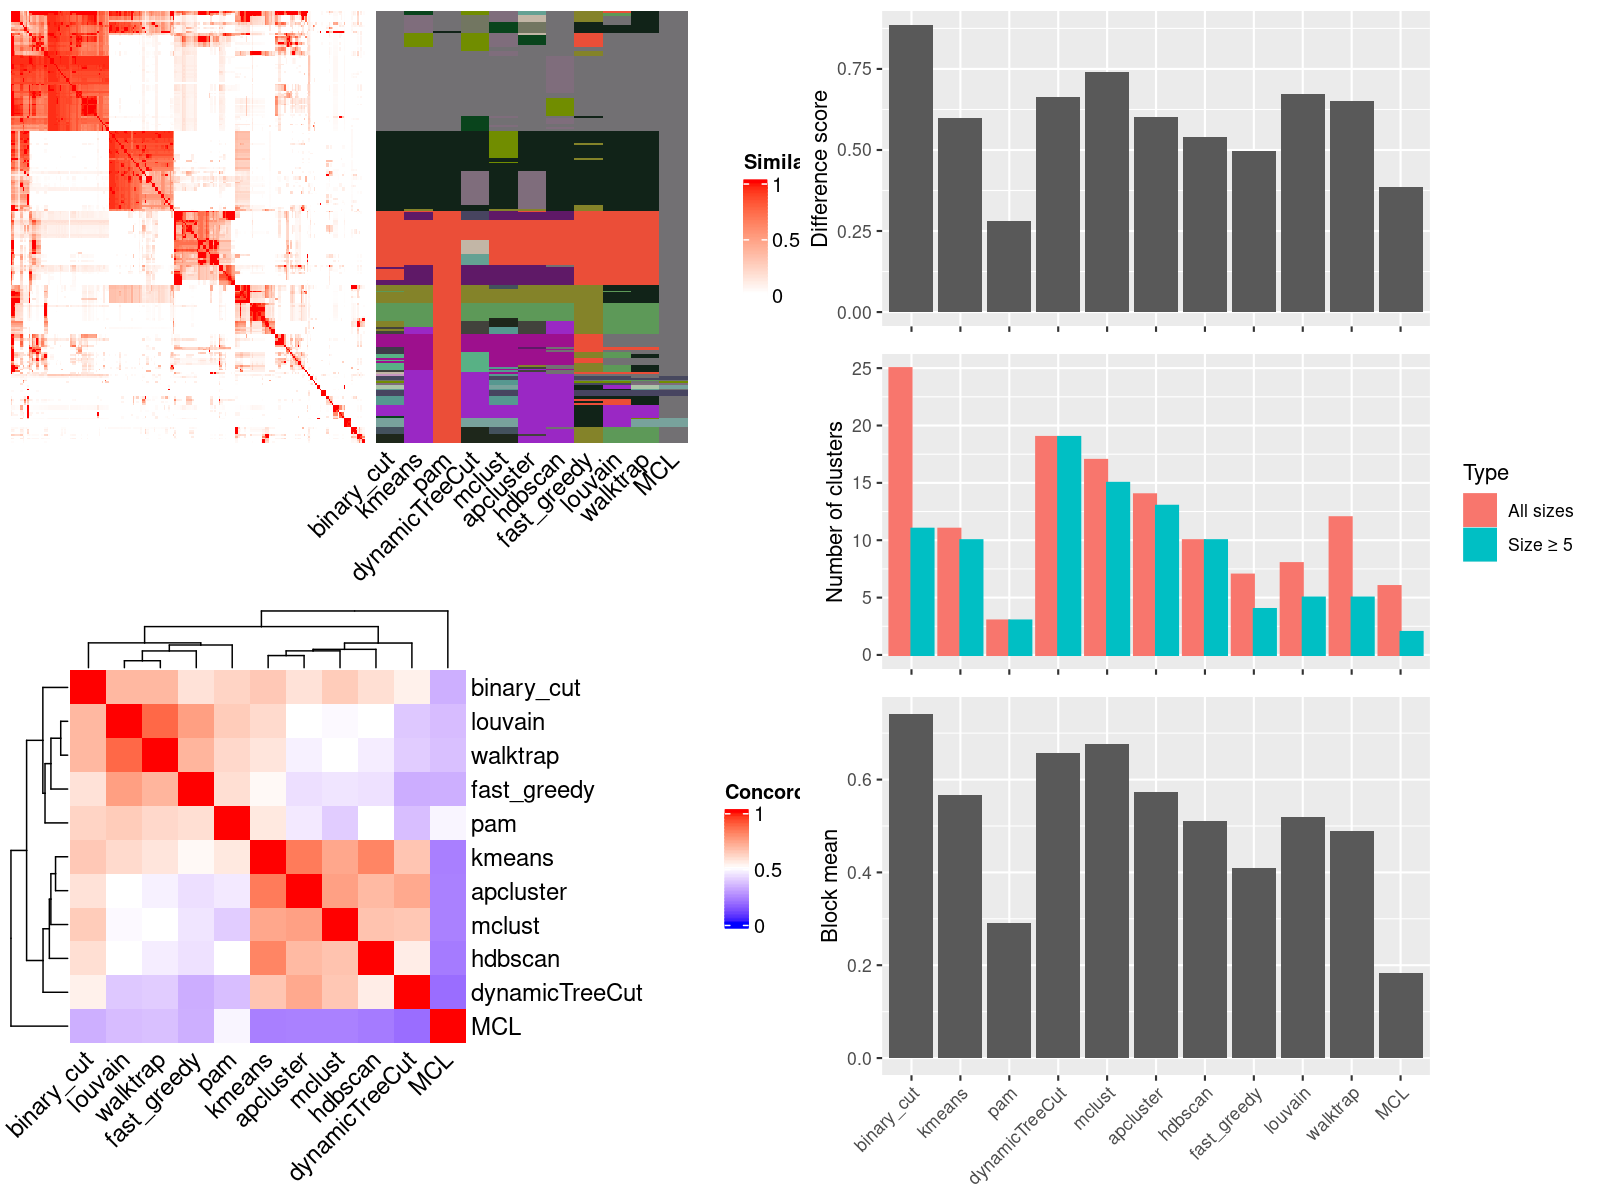 Simila
1
0.5
0
binary_cut
kmeans
pam
dynamicTreeCut
mclust
apcluster
hdbscan
fast_greedy
louvain
walktrap
MCL
binary_cut
louvain
walktrap
fast_greedy
pam
kmeans
apcluster
mclust
hdbscan
dynamicTreeCut
MCL
binary_cut
louvain
walktrap
fast_greedy
pam
kmeans
apcluster
mclust
hdbscan
dynamicTreeCut
MCL
Concord
1
0.5
0
Difference score
0.75
0.50
0.25
0.00
Number of clusters
25
20
15
10
5
0
Type
All sizes
Size ≥ 5
Block mean
0.6
0.4
0.2
0.0
binary_cut
kmeans
pam
dynamicTreeCut
mclust
apcluster
hdbscan
fast_greedy
louvain
walktrap
MCL